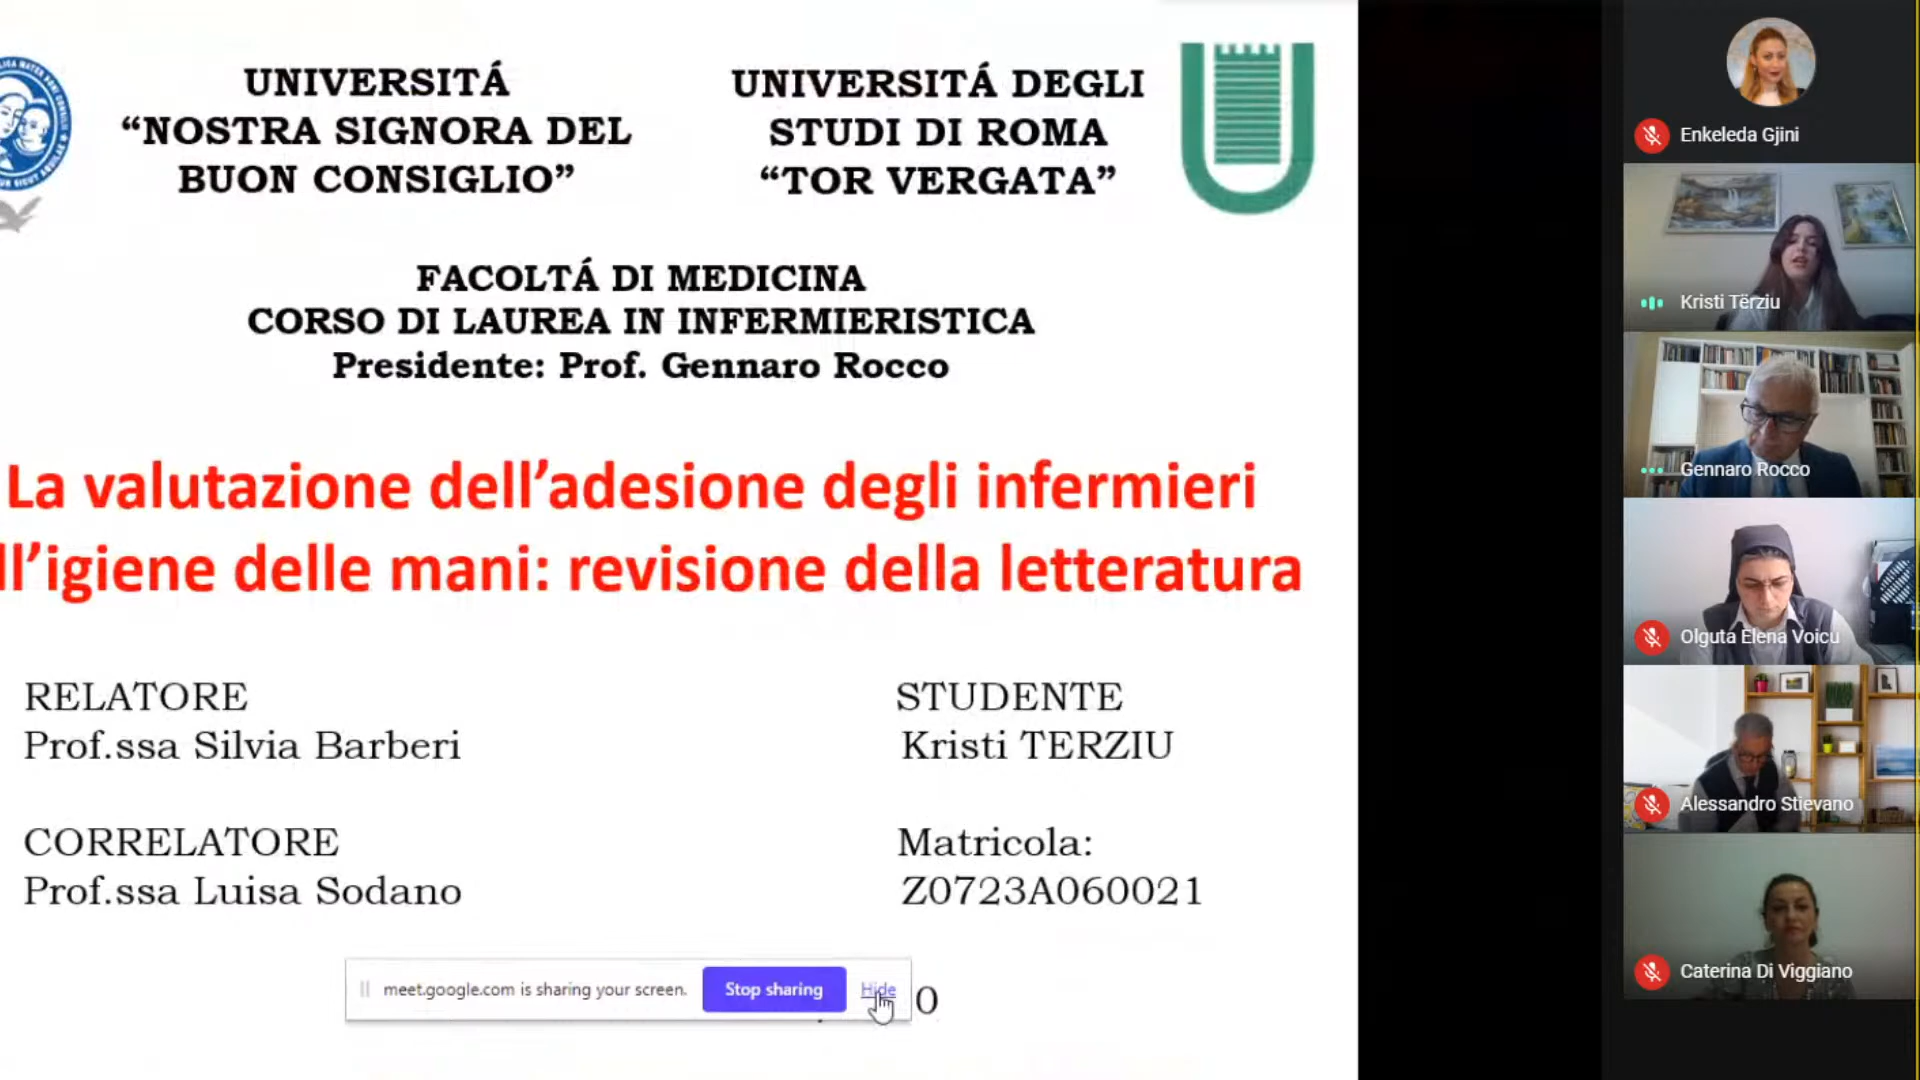 UNIVERSITÁ
“NOSTRA SIGNORA DEL
BUON CONSIGLIO”
UNIVERSITÁ DEGLI
STUDI DI ROMA
“TOR VERGATA”
FACOLTÁ DI MEDICINA
CORSO DI LAUREA IN INFERMIERISTICA
Presidente: Prof. Gennaro Rocco
La valutazione dell’adesione degli infermieri
ll’igiene delle mani: revisione della letteratura
RELATORE
Prof.ssa Silvia Barberi
STUDENTE
Kristi TERZIU
CORRELATORE
Prof.ssa Luisa Sodano
Matricola:
Z0723A060021
meet.google.com is sharing your screen.
Stop sharing
Hide
0
Enkeleda Gjini
Kristi Tërziu
Gennaro Rocco
Olguta Elena Voicu
Alessandro Stievano
Caterina Di Viggiano